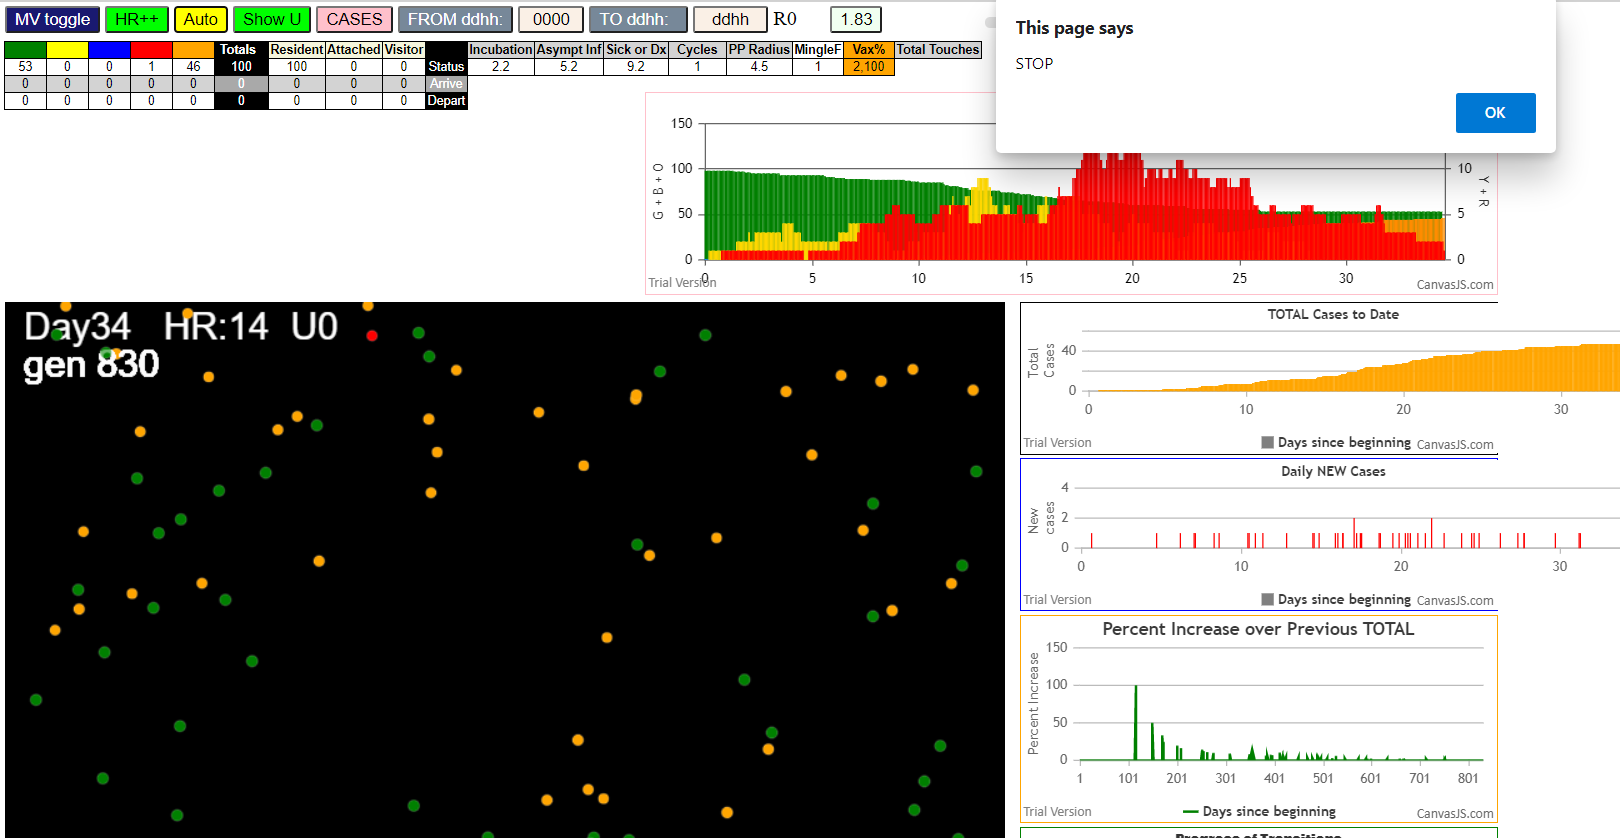 MV toggle HR++ Auto Show U CASES FROM ddhh: 0000 TO ddhh: ddhh R0 1.83
This page says
STOP
OK
Totals Resident Attached Visitor Incubation Asympt Inf Sick or Dx Cycles PP Radius MingleF Vax% Total Touches
53 0 0 1 46 100 100 0 0 Status 2.2 5.2 9.2 1 4.5 1 2,100
0 0 0 0 0 0 0 0 0 Arrive
0 0 0 0 0 0 0 0 0 Depart
150
100 10
50 5
0 0
G + B + O
Y + R
0 5 10 15 20 25 30
Trial Version CanvasJS.com
Day34 HR:14 U0
gen 830
TOTAL Cases to Date
Total Cases
40
0
0 10 20 30
Days since beginning
Trial Version CanvasJS.com
Daily NEW Cases
New cases
4
2
0
0 10 20 30
Days since beginning
Trial Version CanvasJS.com
Percent Increase over Previous TOTAL
Percent Increase
150
100
50
0
1 101 201 301 401 501 601 701 801
Days since beginning
Trial Version CanvasJS.com
Progress of Transitions